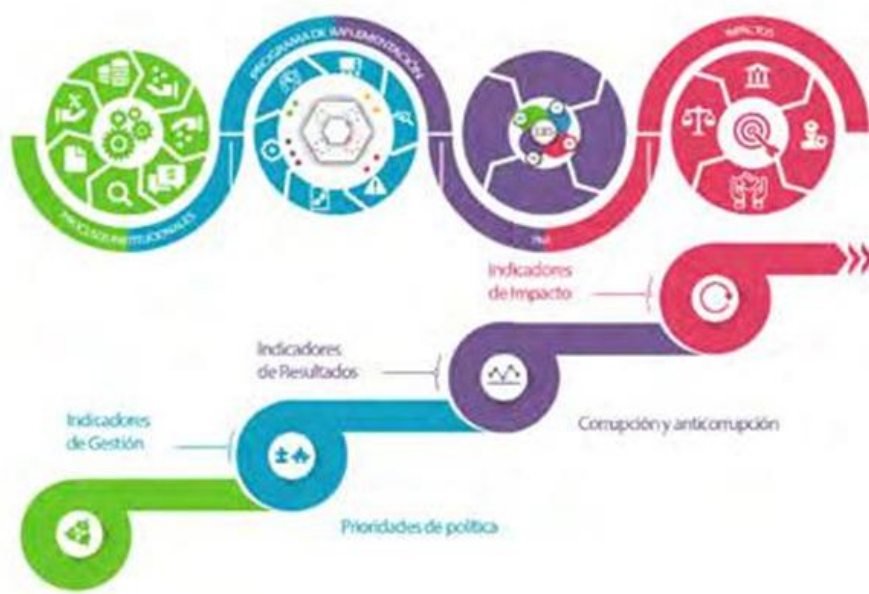 PROCESOS INSTITUCIONALES
PROGRAMA DE IMPLEMENTACIÓN
IMPACTOS
Indicadores
de Impacto
Indicadores
de Resultados
Corrupción y anticorrupción
Indicadores
de Gestión
Prioridades de política